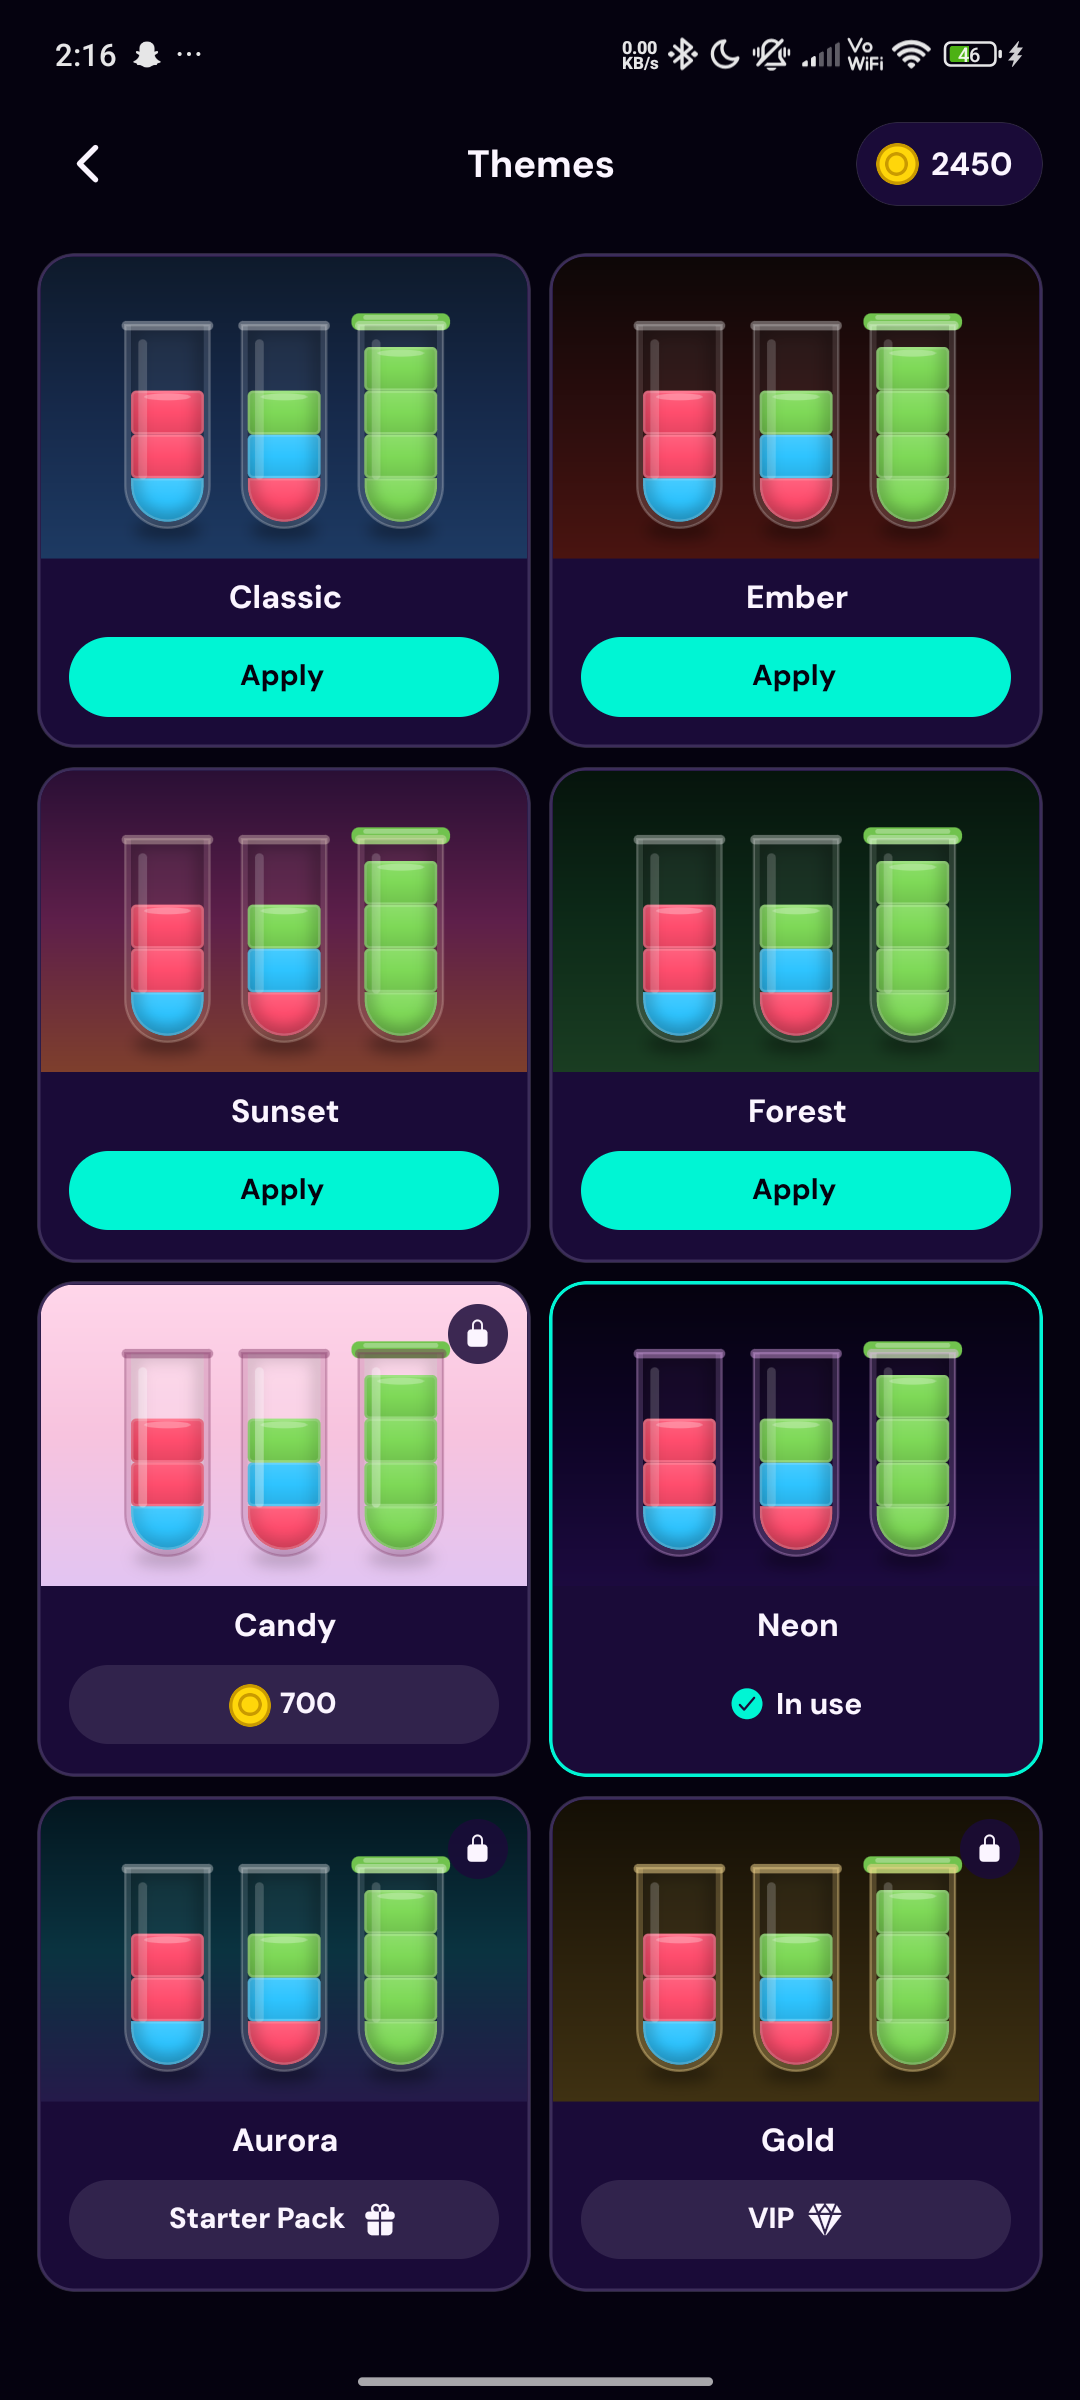 2:16 ... 0.00 KB/s Vo WiFi 46
Themes 2450
Classic Ember
Apply Apply
Sunset Forest
Apply Apply
Candy Neon
700 In use
Aurora Gold
Starter Pack VIP